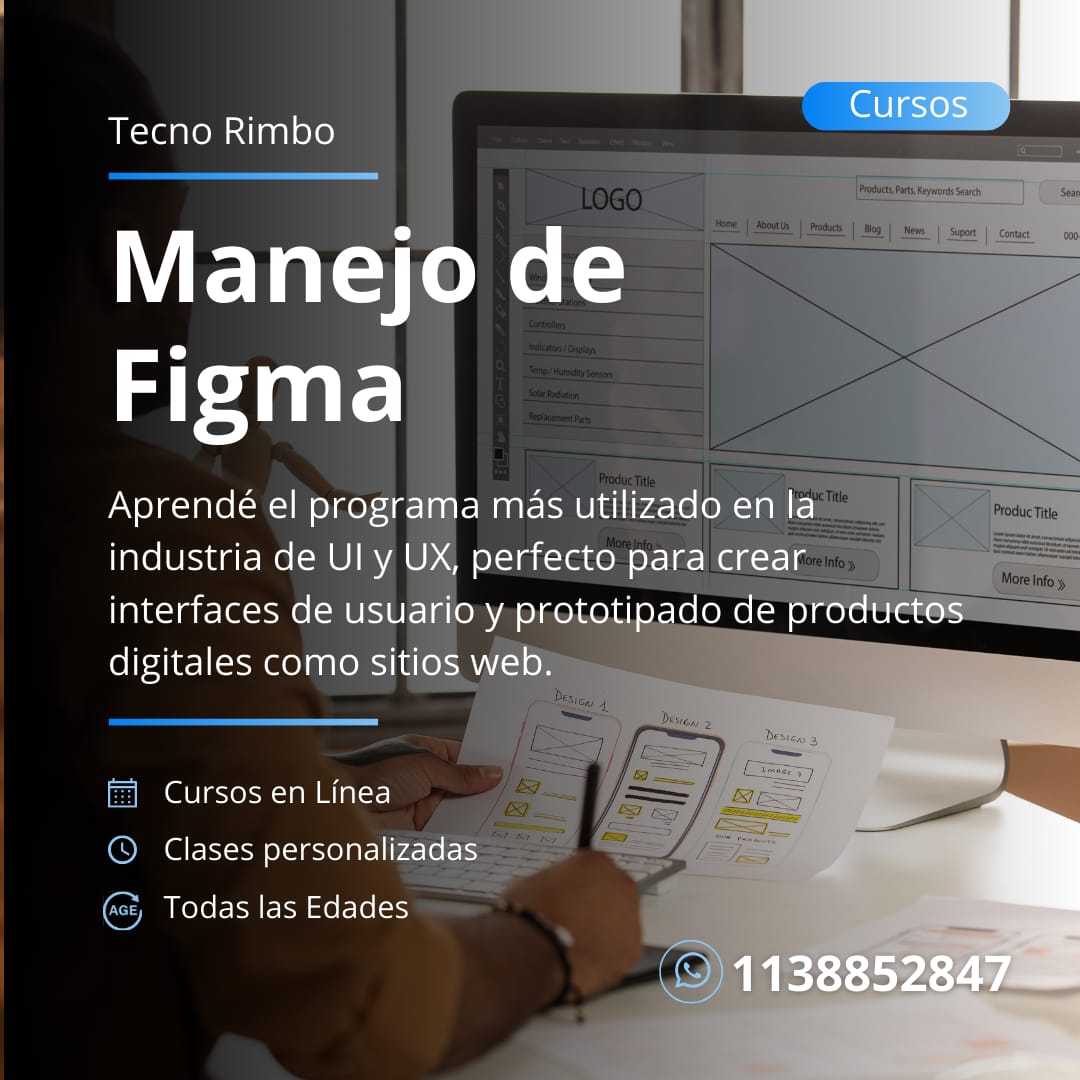 Cursos
Tecno Rimbo
Manejo de
Figma
Aprendé el programa más utilizado en la
industria de UI y UX, perfecto para crear
interfaces de usuario y prototipado de productos
digitales como sitios web.
Cursos en Línea
Clases personalizadas
AGE Todas las Edades
1138852847
LOGO
Products, Parts, Keywords Search
Home About Us Products Blog News Suport Contact
Controllers
Indicators / Displays
Temp / Humidity Sensors
Solar Radiation
Replacement Parts
Produc Title
More Info »
Produc Title
More Info »
Produc Title
More Info »
DESIGN 1
DESIGN 2
DESIGN 3